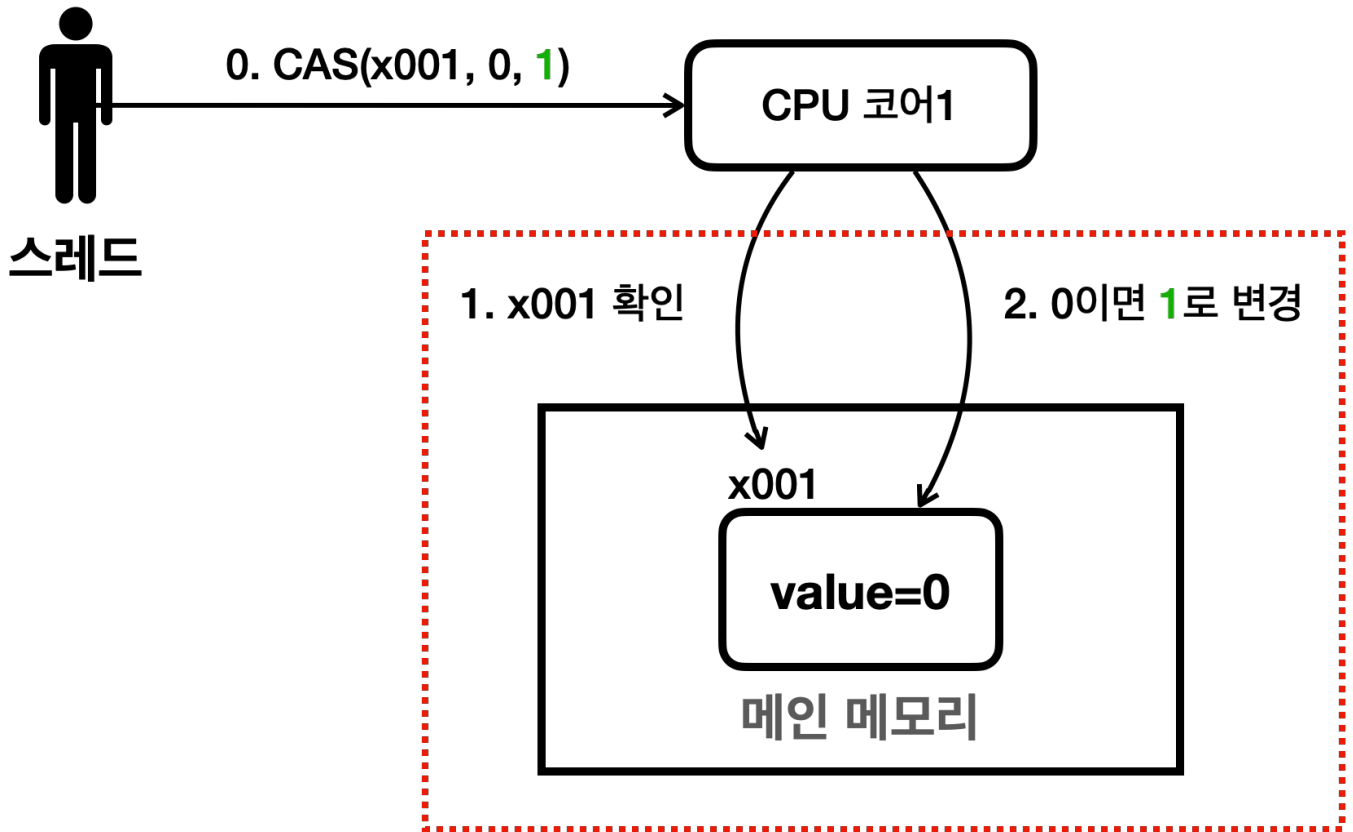 0. CAS(x001, 0, 1)
CPU 코어1
스레드
1. x001 확인
2. 0이면 1로 변경
x001
value=0
메인 메모리